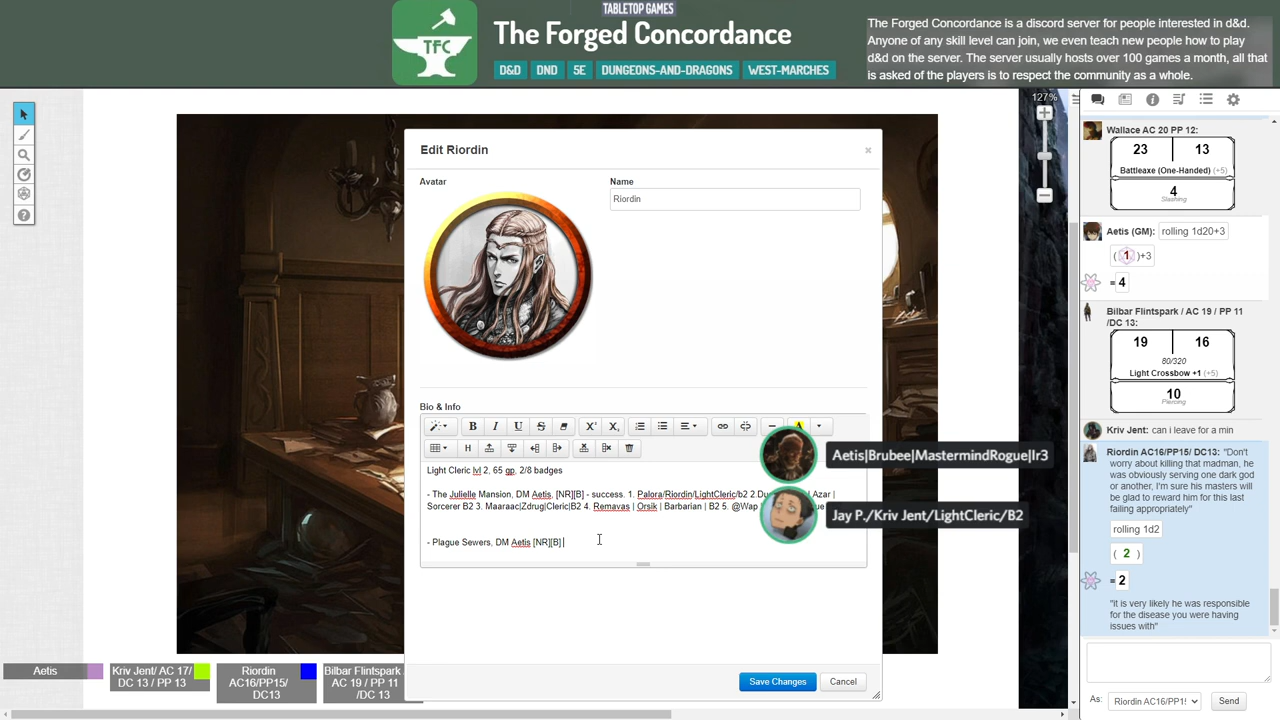 TABLETOP GAMES
TFC
The Forged Concordance
D&D DND 5E DUNGEONS-AND-DRAGONS WEST-MARCHES
The Forged Concordance is a discord server for people interested in d&d.
Anyone of any skill level can join, we even teach new people how to play
d&d on the server. The server usually hosts over 100 games a month, all that
is asked of the players is to respect the community as a whole.
127%
Edit Riordin
×
Avatar
Name
Riordin
Bio & Info
B I U S X² X₂
H
Light Cleric lvl 2, 65 gp, 2/8 badges
- The Julielle Mansion, DM Aetis, [NR][B] - success. 1. Palora/Riordin/LightCleric/b2 2.Du Azar |
Sorcerer B2 3. Maaraac|Zdrug|Cleric|B2 4. Remavas | Orsik | Barbarian | B2 5. @Wap
- Plague Sewers, DM Aetis [NR][B]
Aetis|Brubee|MastermindRogue|lr3
Jay P./Kriv Jent/LightCleric/B2
Save Changes
Cancel
Aetis
Kriv Jent/ AC 17/
DC 13 / PP 13
Riordin
AC16/PP15/
DC13
Bilbar Flintspark
AC 19 / PP 11
/DC 13
Wallace AC 20 PP 12:
23 13
Battleaxe (One-Handed) (+5)
4
Slashing
Aetis (GM): rolling 1d20+3
(1)+3
= 4
Bilbar Flintspark / AC 19 / PP 11
/DC 13:
19 16
80/320
Light Crossbow +1 (+5)
10
Piercing
Kriv Jent: can i leave for a min
Riordin AC16/PP15/ DC13: "Don't
worry about killing that madman, he
was obviously serving one dark god
or another, I'm sure his masters
will be glad to reward him for this last
failing appropriately"
rolling 1d2
(2)
= 2
"it is very likely he was responsible
for the disease you were having
issues with"
As: Riordin AC16/PP1 Send